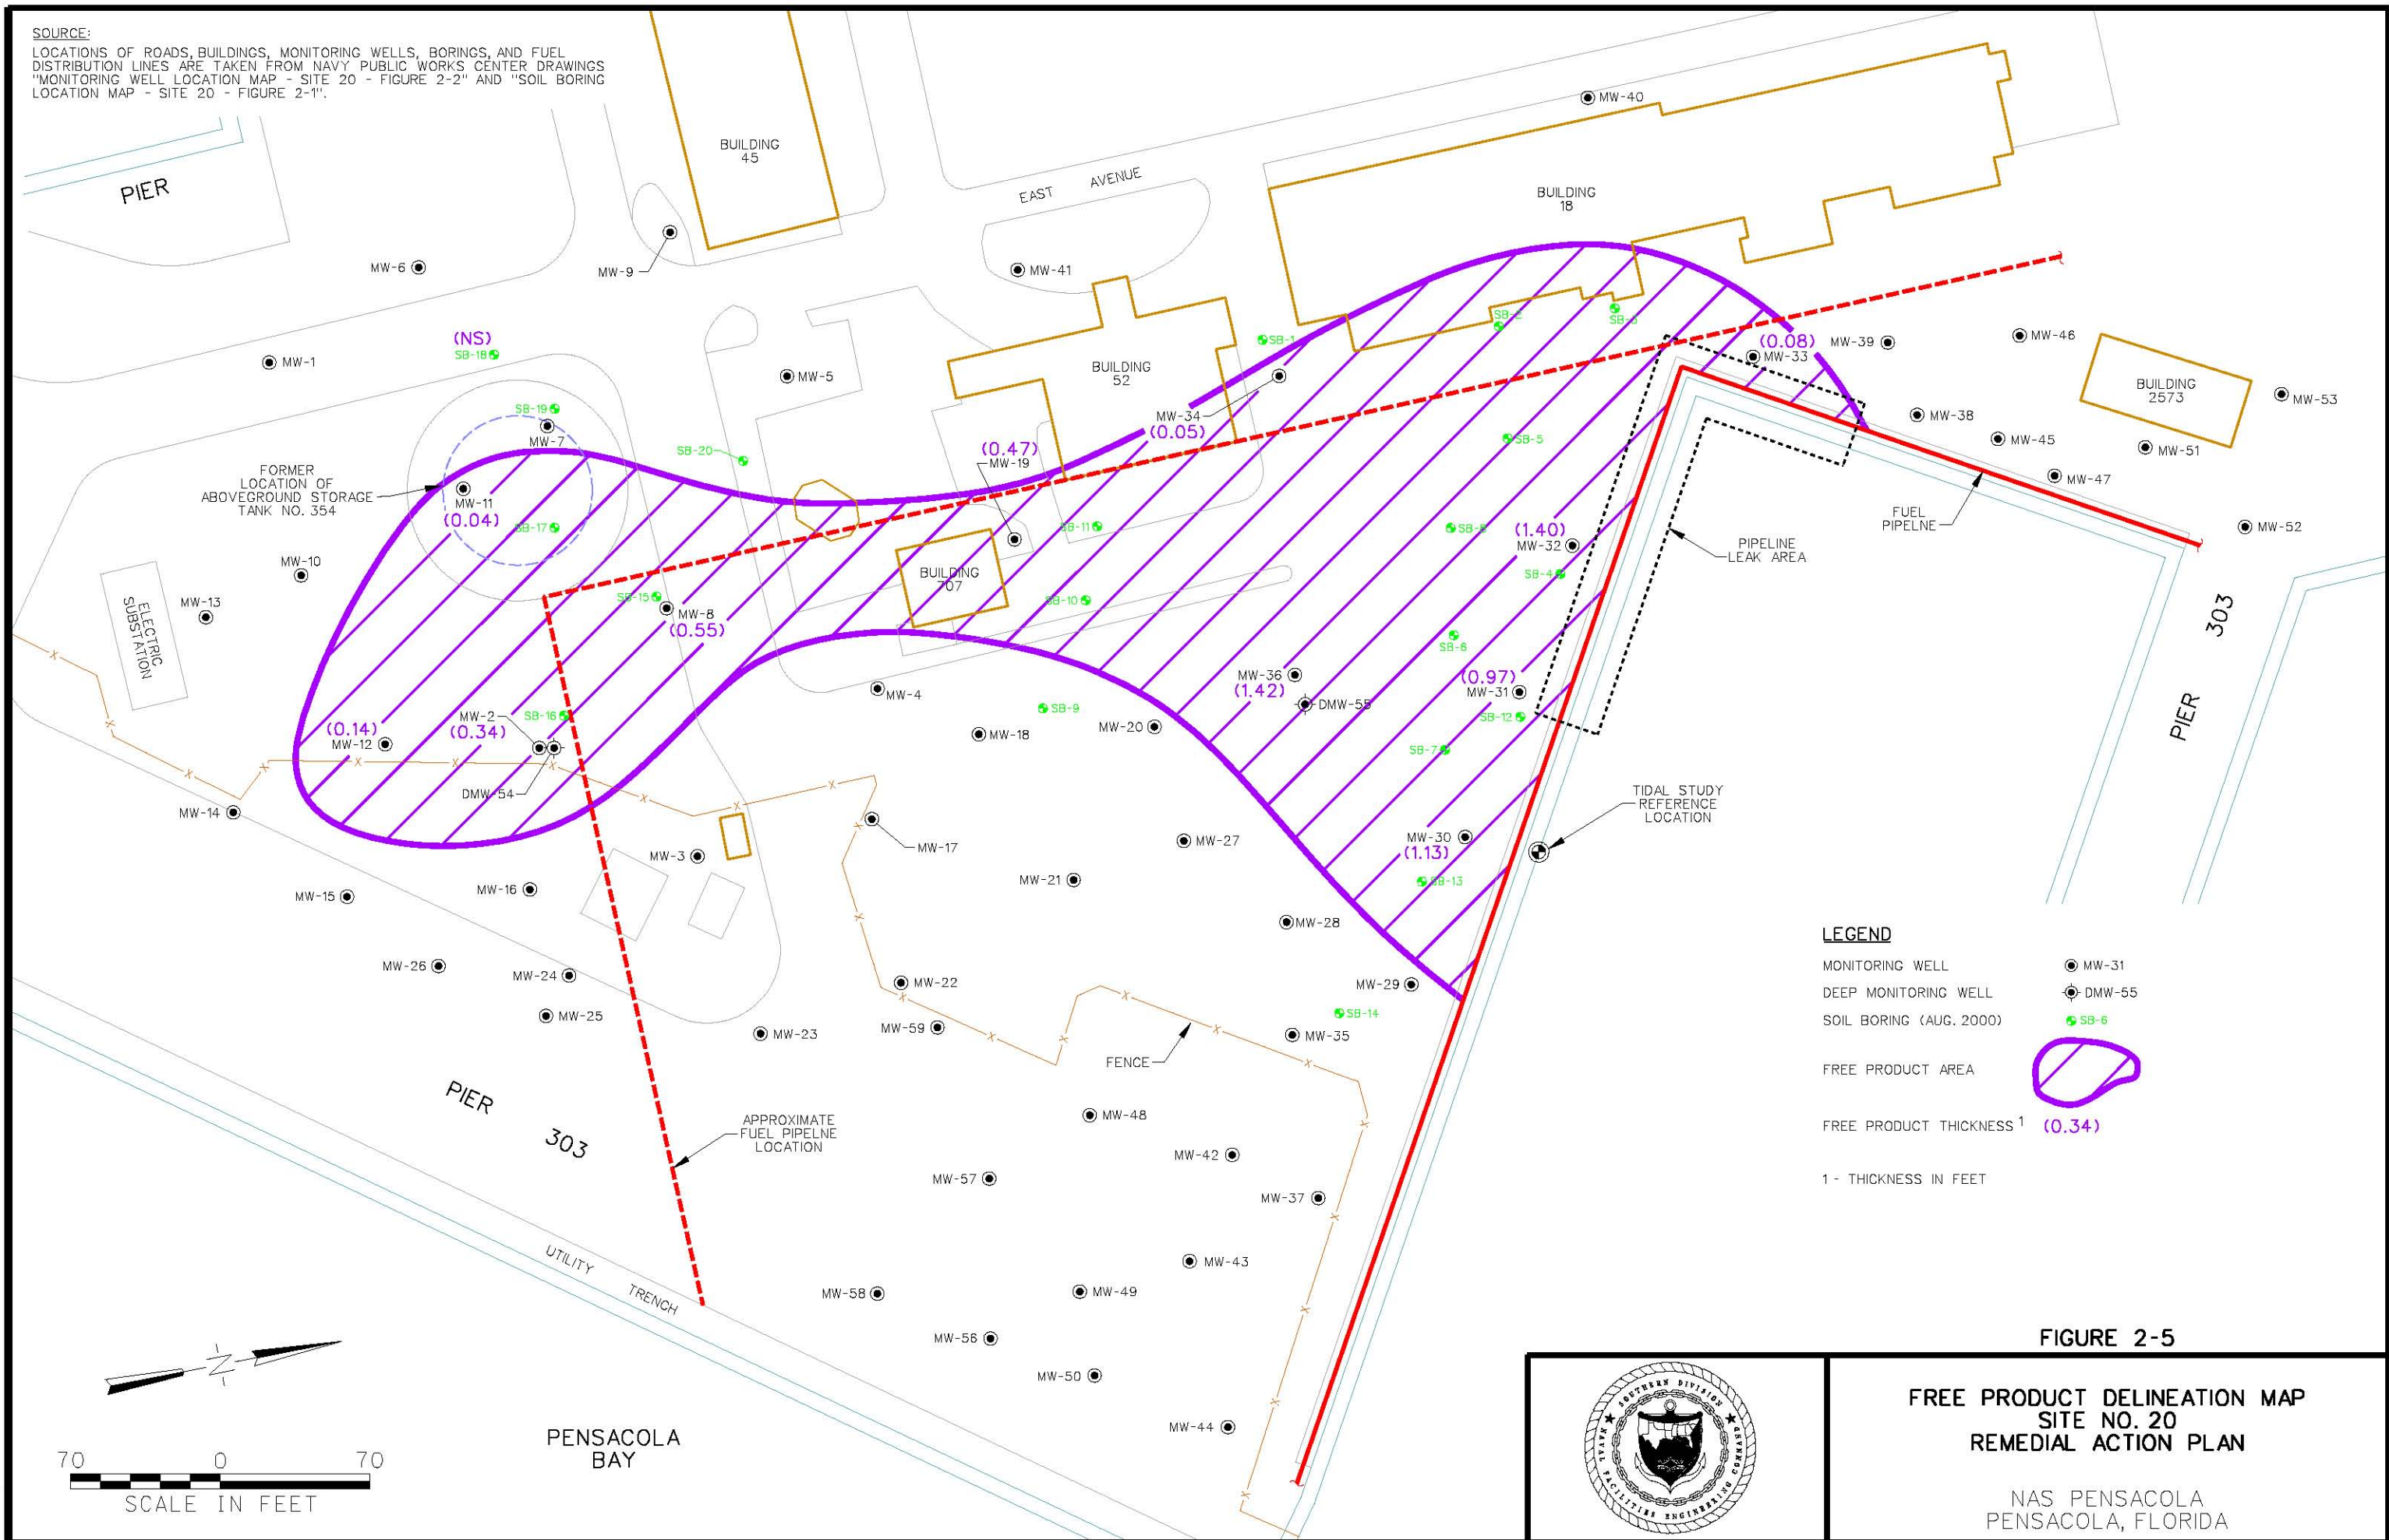 SOURCE:
LOCATIONS OF ROADS, BUILDINGS, MONITORING WELLS, BORINGS, AND FUEL
DISTRIBUTION LINES ARE TAKEN FROM NAVY PUBLIC WORKS CENTER DRAWINGS
"MONITORING WELL LOCATION MAP - SITE 20 - FIGURE 2-2" AND "SOIL BORING
LOCATION MAP - SITE 20 - FIGURE 2-1".
PIER
BUILDING
45
EAST AVENUE
MW-40
BUILDING
18
MW-6
MW-9
MW-41
MW-1
(NS)
SB-18
MW-5
BUILDING
52
SB-1
SB-2
SB-3
(0.08)
MW-33
MW-39
MW-46
BUILDING
2573
MW-53
SB-19
MW-7
SB-20
MW-34
(0.05)
(0.47)
MW-19
SB-5
MW-38
MW-45
MW-51
MW-47
FORMER
LOCATION OF
ABOVEGROUND STORAGE
TANK NO. 354
MW-11
(0.04)
SB-17
SB-11
(1.40)
MW-32
SB-4
FUEL
PIPELNE
MW-52
PIPELINE
LEAK AREA
MW-10
MW-13
ELECTRIC
SUBSTATION
SB-15
MW-8
(0.55)
BUILDING
707
SB-10
SB-6
PIER 303
MW-36
(1.42)
DMW-55
(0.97)
MW-31
SB-12
MW-4
SB-9
MW-18
MW-20
SB-7
(0.14)
MW-12
MW-2
(0.34)
SB-16
DMW-54
MW-14
MW-3
MW-17
MW-27
MW-30
(1.13)
TIDAL STUDY
REFERENCE
LOCATION
MW-15
MW-16
MW-21
SB-13
MW-28
MW-26
MW-24
MW-22
MW-29
MW-25
MW-23
MW-59
SB-14
MW-35
FENCE
PIER 303
APPROXIMATE
FUEL PIPELNE
LOCATION
MW-48
MW-42
MW-57
MW-37
UTILITY TRENCH
MW-43
MW-58
MW-49
MW-56
MW-50
MW-44
LEGEND
MONITORING WELL MW-31
DEEP MONITORING WELL DMW-55
SOIL BORING (AUG. 2000) SB-6
FREE PRODUCT AREA
FREE PRODUCT THICKNESS 1 (0.34)
1 - THICKNESS IN FEET
N
70 0 70
SCALE IN FEET
PENSACOLA
BAY
FIGURE 2-5
SOUTHERN DIVISION
NAVAL FACILITIES ENGINEERING COMMAND
FREE PRODUCT DELINEATION MAP
SITE NO. 20
REMEDIAL ACTION PLAN
NAS PENSACOLA
PENSACOLA, FLORIDA